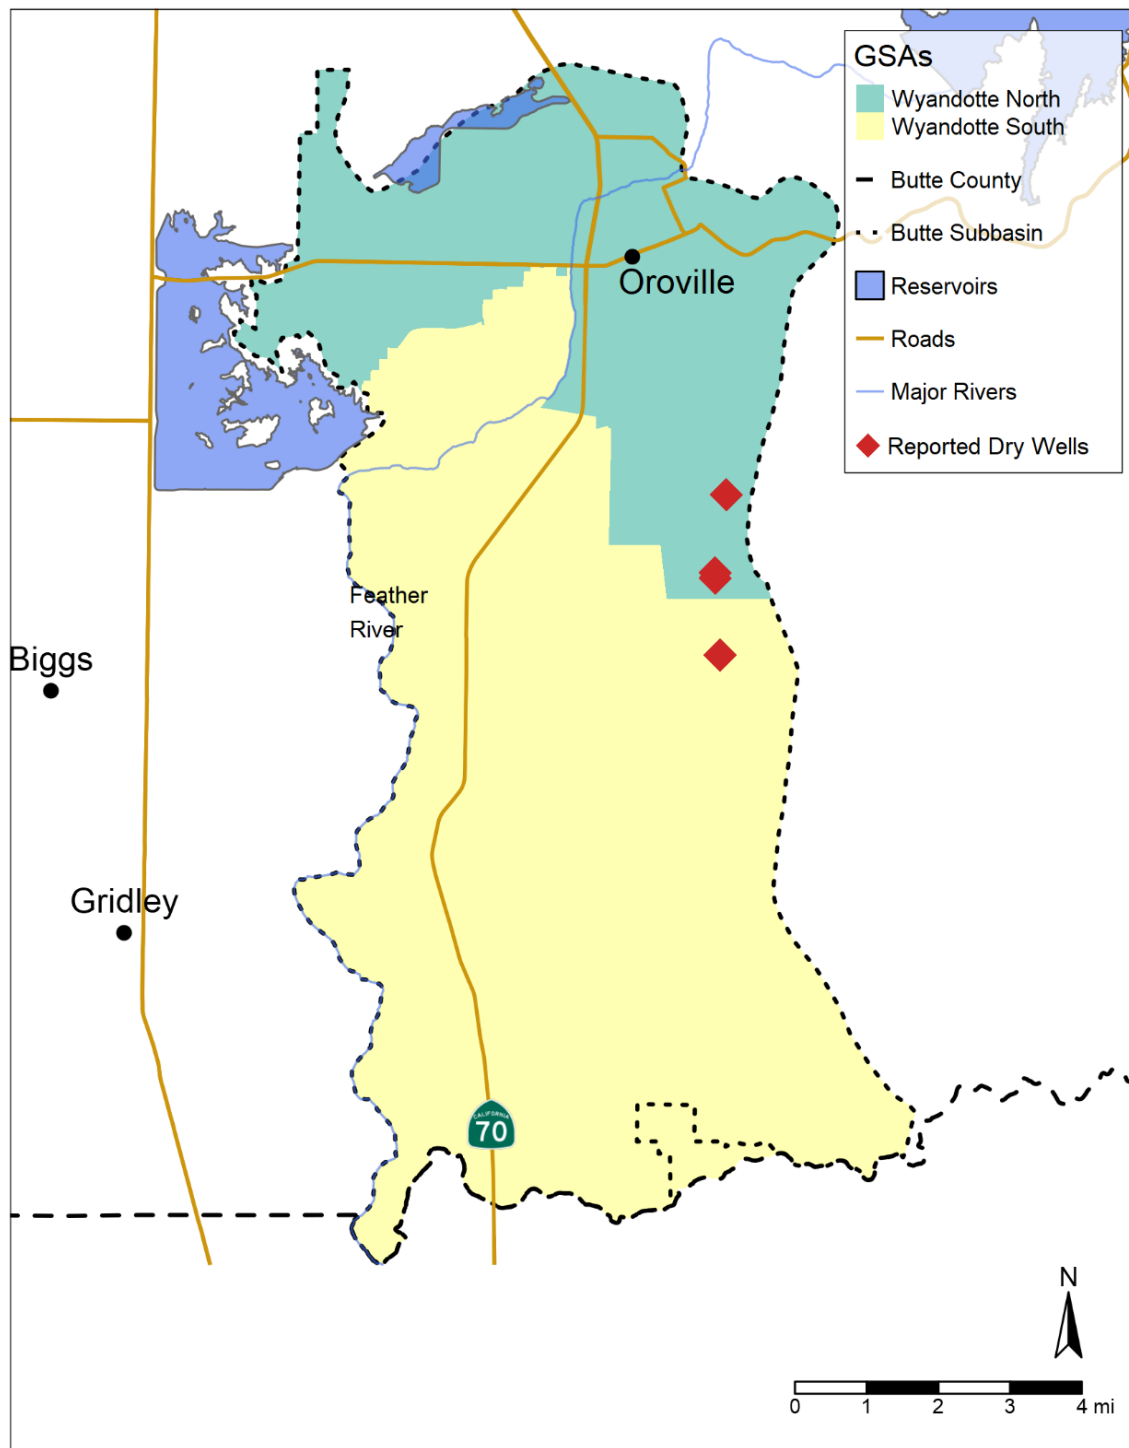 GSAs
Wyandotte North
Wyandotte South
Butte County
Butte Subbasin
Reservoirs
Roads
Major Rivers
Reported Dry Wells
Oroville
Feather
River
Biggs
Gridley
CALIFORNIA
70
N
0 1 2 3 4 mi